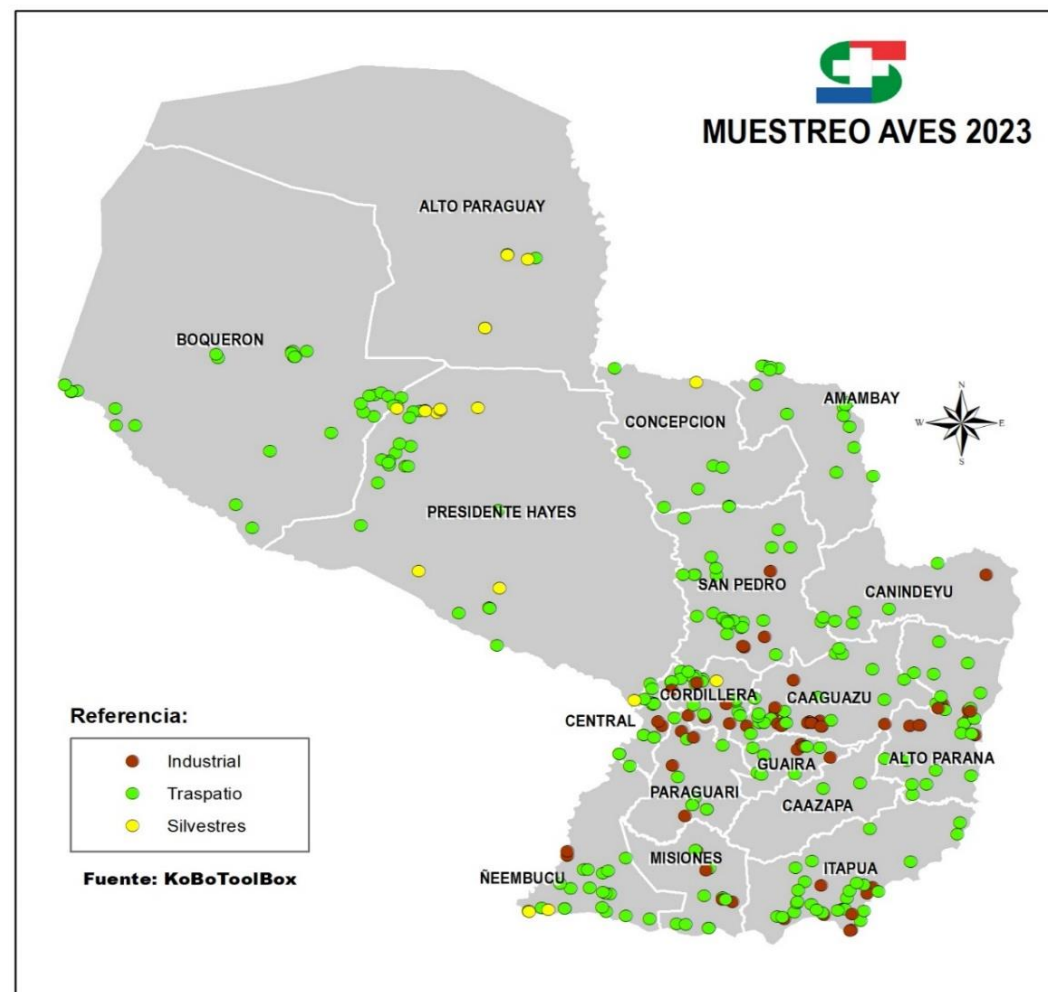 MUESTREO AVES 2023
ALTO PARAGUAY
BOQUERON
AMAMBAY
CONCEPCION
N
W
E
S
PRESIDENTE HAYES
SAN PEDRO
CANINDEYU
CORDILLERA
CAAGUAZU
CENTRAL
GUAIRA
ALTO PARANA
PARAGUARI
CAAZAPA
MISIONES
ITAPUA
ÑEEMBUCU
Referencia:
Industrial
Traspatio
Silvestres
Fuente: KoBoToolBox